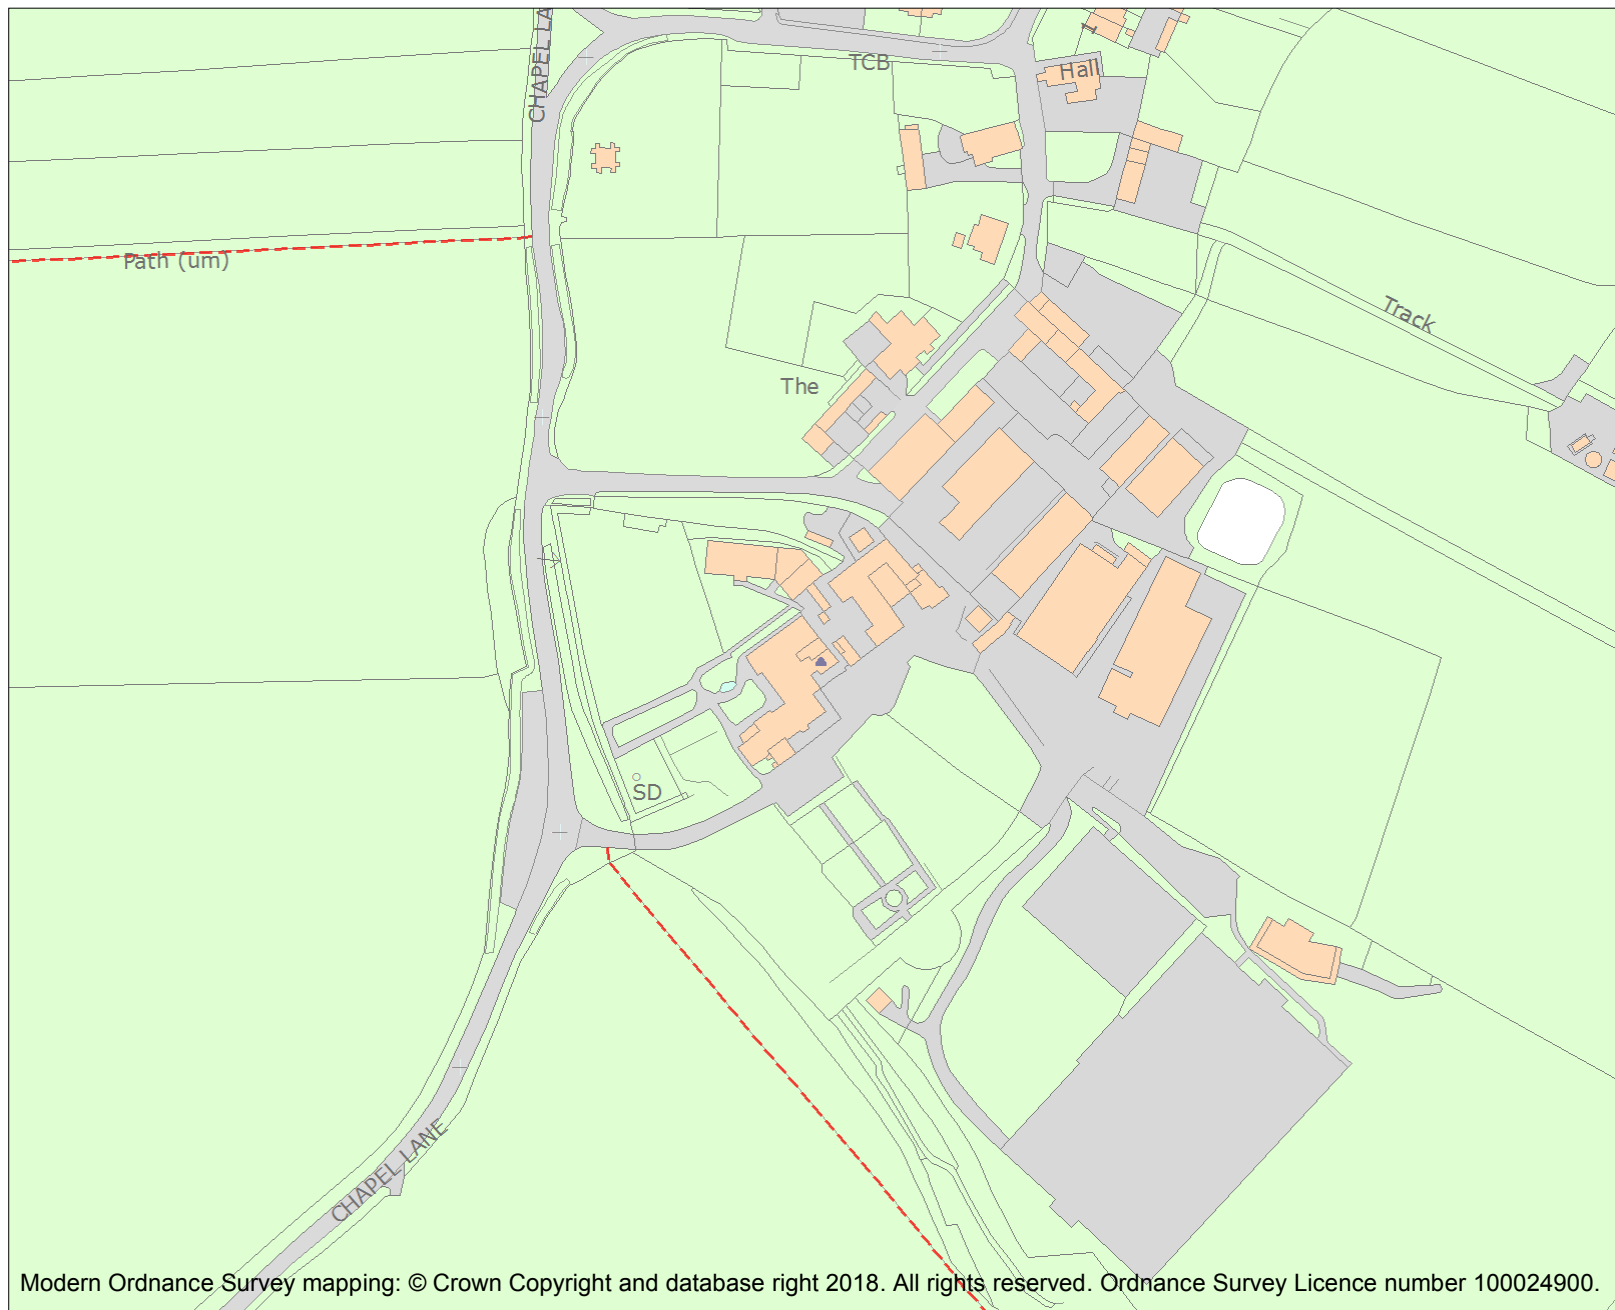 CHAPEL LA
TCB
Hall
Path (um)
Track
The
SD
CHAPEL LANE
Modern Ordnance Survey mapping: © Crown Copyright and database right 2018. All rights reserved. Ordnance Survey Licence number 100024900.